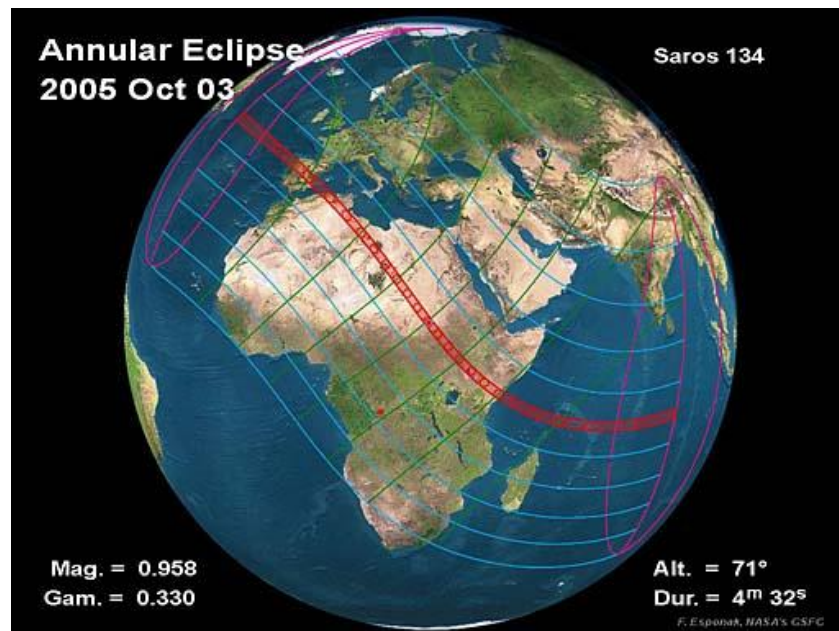 Annular Eclipse
2005 Oct 03
Saros 134
Mag. = 0.958
Gam. = 0.330
Alt. = 71°
Dur. = 4ᵐ 32ˢ
F. Espenak, NASA's GSFC